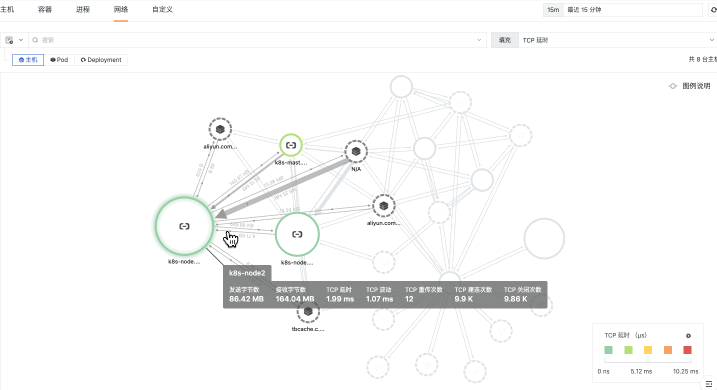 主机 容器 进程 网络 自定义
15m 最近 15 分钟
搜索
填充 TCP 延时
主机 Pod Deployment
共 8 台主机
图例说明
aliyun.com...
k8s-mast....
N/A
aliyun.com...
k8s-node....
k8s-node....
k8s-node2
发送字节数 接收字节数 TCP 延时 TCP 波动 TCP 重传次数 TCP 建连次数 TCP 关闭次数
86.42 MB 164.04 MB 1.99 ms 1.07 ms 12 9.9 K 9.86 K
tbcache.c....
TCP 延时 （μs）
0 ns 5.12 ms 10.25 ms